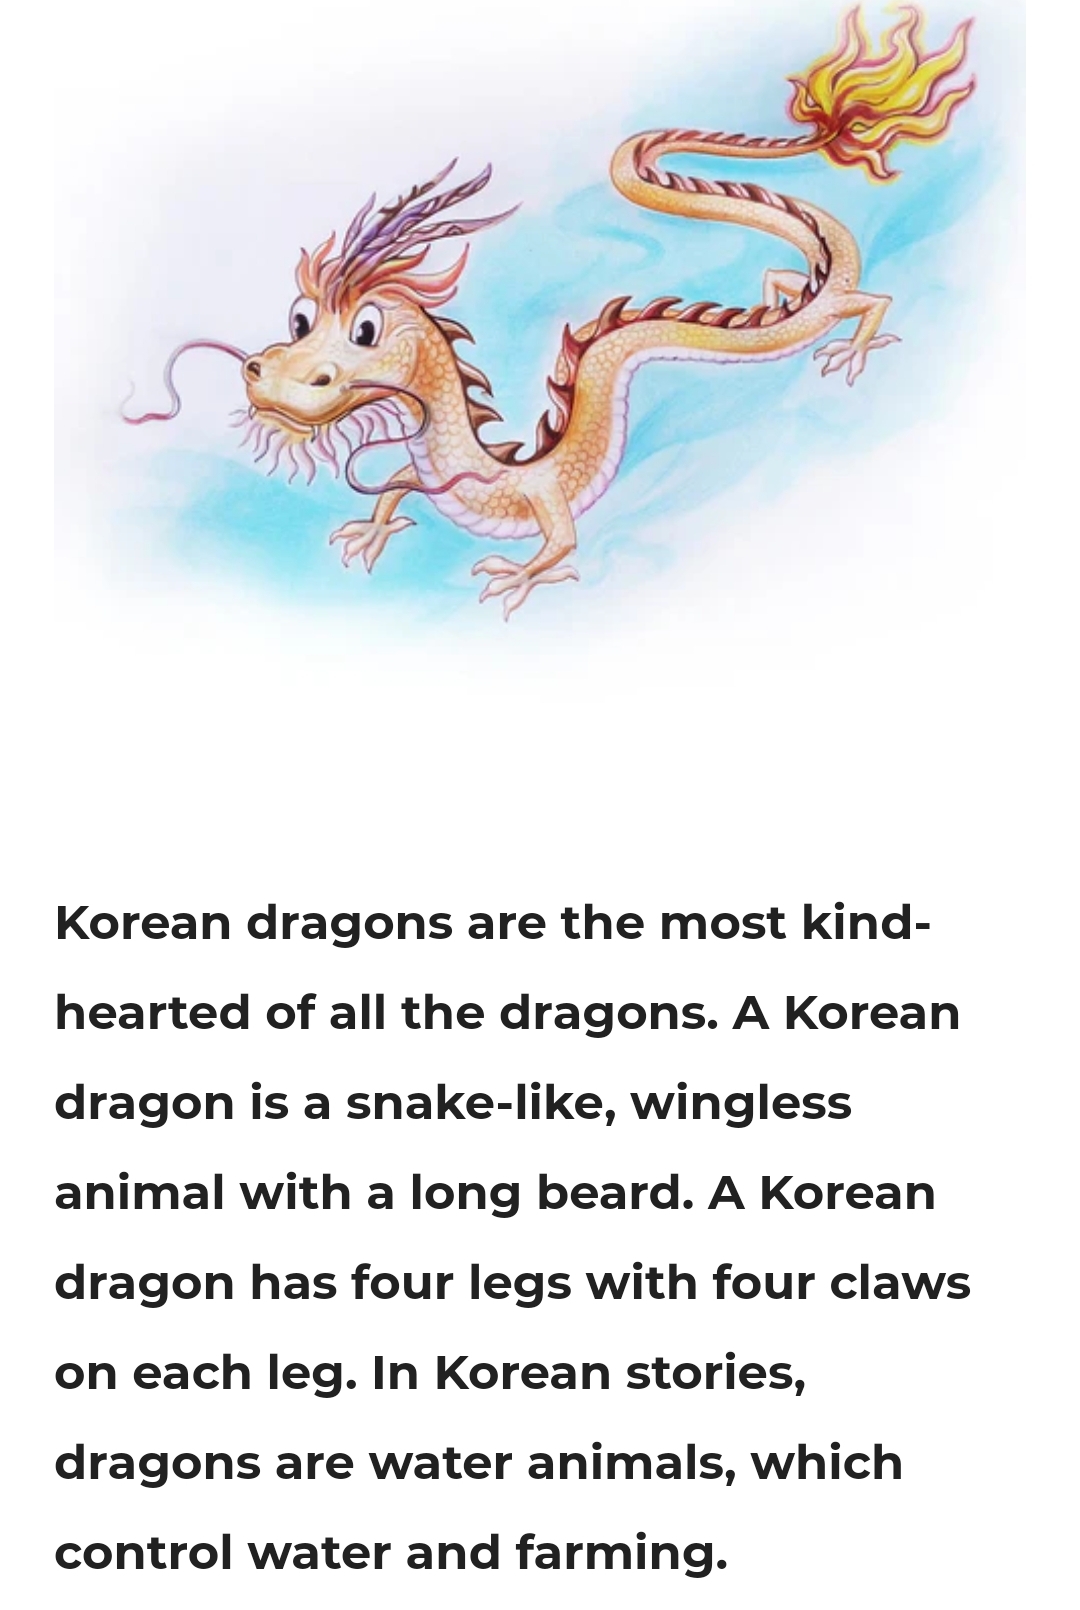 Korean dragons are the most kind-
hearted of all the dragons. A Korean
dragon is a snake-like, wingless
animal with a long beard. A Korean
dragon has four legs with four claws
on each leg. In Korean stories,
dragons are water animals, which
control water and farming.